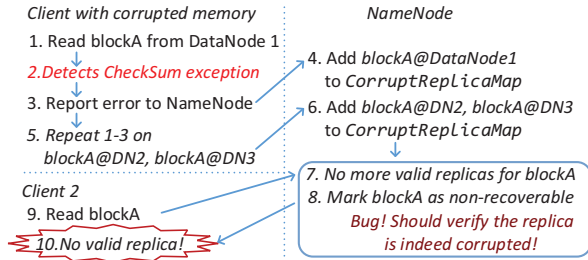 Client with corrupted memory
NameNode
1. Read blockA from DataNode 1
2.Detects CheckSum exception
3. Report error to NameNode
4. Add blockA@DataNode1
to CorruptReplicaMap
5. Repeat 1-3 on
blockA@DN2, blockA@DN3
6. Add blockA@DN2, blockA@DN3
to CorruptReplicaMap
7. No more valid replicas for blockA
8. Mark blockA as non-recoverable
Bug! Should verify the replica
is indeed corrupted!
Client 2
9. Read blockA
10.No valid replica!